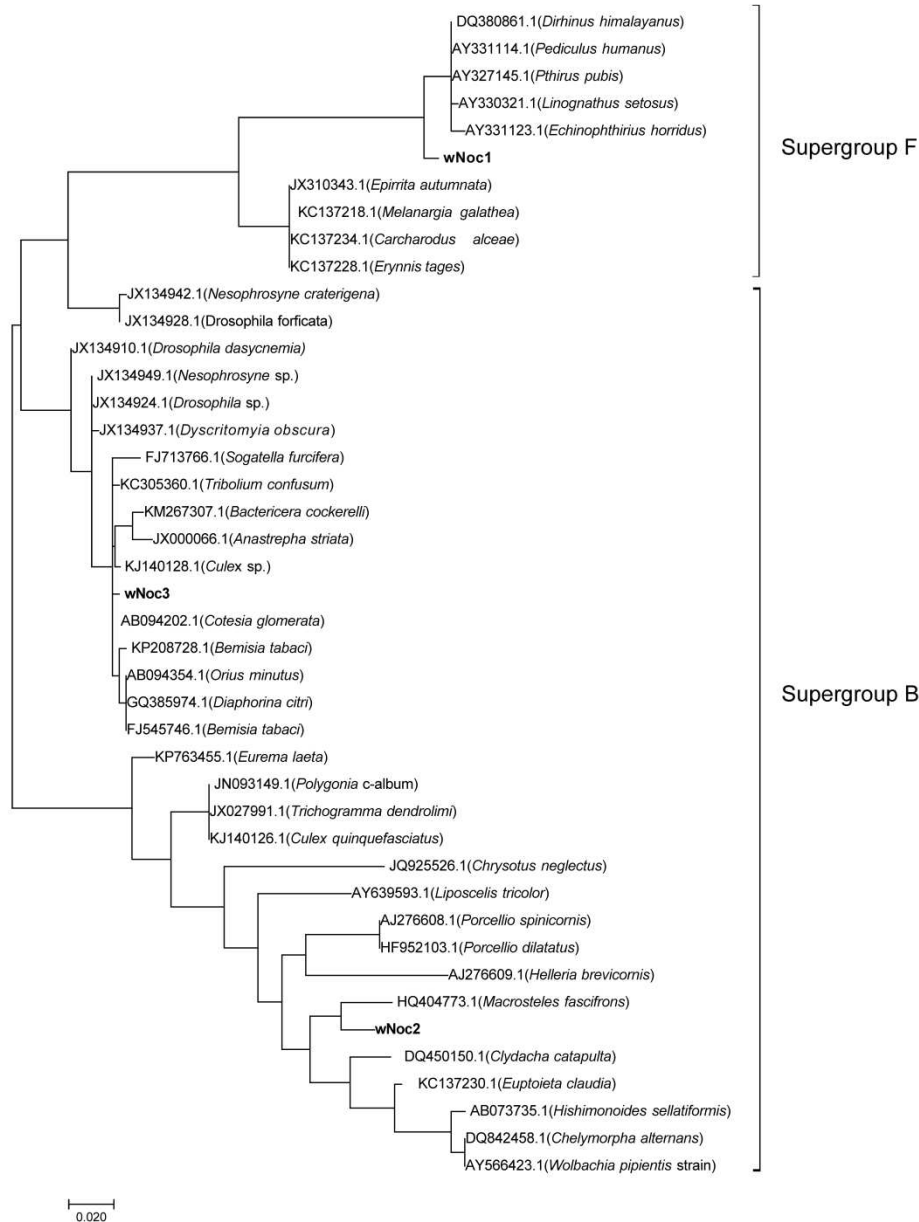 DQ380861.1(Dirhinus himalayanus)
AY331114.1(Pediculus humanus)
AY327145.1(Pthirus pubis)
AY330321.1(Linognathus setosus)
AY331123.1(Echinophthirius horridus)
wNoc1
Supergroup F
JX310343.1(Epirrita autumnata)
KC137218.1(Melanargia galathea)
KC137234.1(Carcharodus alceae)
KC137228.1(Erynnis tages)
JX134942.1(Nesophrosyne craterigena)
JX134928.1(Drosophila forficata)
JX134910.1(Drosophila dasycnemia)
JX134949.1(Nesophrosyne sp.)
JX134924.1(Drosophila sp.)
JX134937.1(Dyscritomyia obscura)
FJ713766.1(Sogatella furcifera)
KC305360.1(Tribolium confusum)
KM267307.1(Bactericera cockerelli)
JX000066.1(Anastrepha striata)
KJ140128.1(Culex sp.)
wNoc3
AB094202.1(Cotesia glomerata)
KP208728.1(Bemisia tabaci)
AB094354.1(Orius minutus)
GQ385974.1(Diaphorina citri)
Supergroup B
FJ545746.1(Bemisia tabaci)
KP763455.1(Eurema laeta)
JN093149.1(Polygonia c-album)
JX027991.1(Trichogramma dendrolimi)
KJ140126.1(Culex quinquefasciatus)
JQ925526.1(Chrysotus neglectus)
AY639593.1(Liposcelis tricolor)
AJ276608.1(Porcellio spinicornis)
HF952103.1(Porcellio dilatatus)
AJ276609.1(Helleria brevicornis)
HQ404773.1(Macrosteles fascifrons)
wNoc2
DQ450150.1(Clydacha catapulta)
KC137230.1(Euptoieta claudia)
AB073735.1(Hishimonoides sellatiformis)
DQ842458.1(Chelymorpha alternans)
AY566423.1(Wolbachia pipientis strain)
0.020